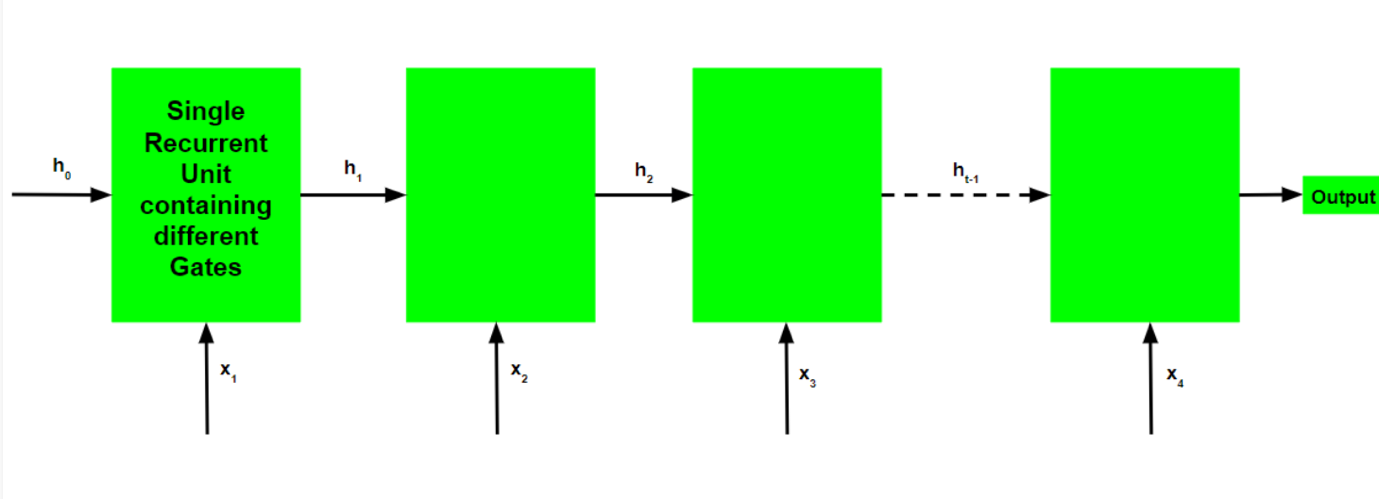 Single
Recurrent
Unit
containing
different
Gates
h₀
h₁
h₂
hₜ₋₁
Output
x₁
x₂
x₃
x₄